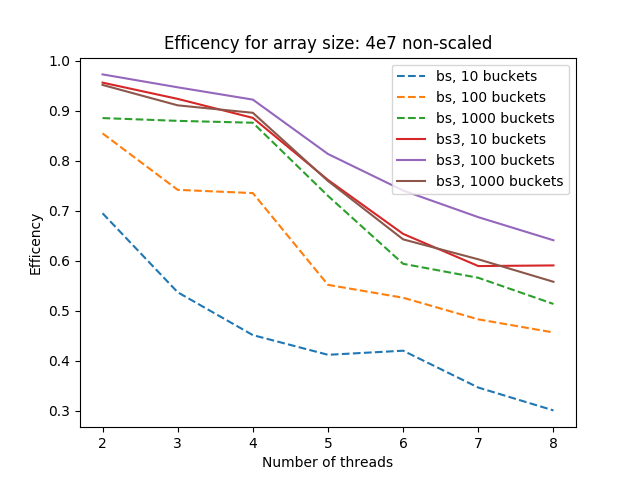 Efficency for array size: 4e7 non-scaled
1.0
0.9
0.8
0.7
0.6
0.5
0.4
0.3
Efficency
bs, 10 buckets
bs, 100 buckets
bs, 1000 buckets
bs3, 10 buckets
bs3, 100 buckets
bs3, 1000 buckets
2 3 4 5 6 7 8
Number of threads